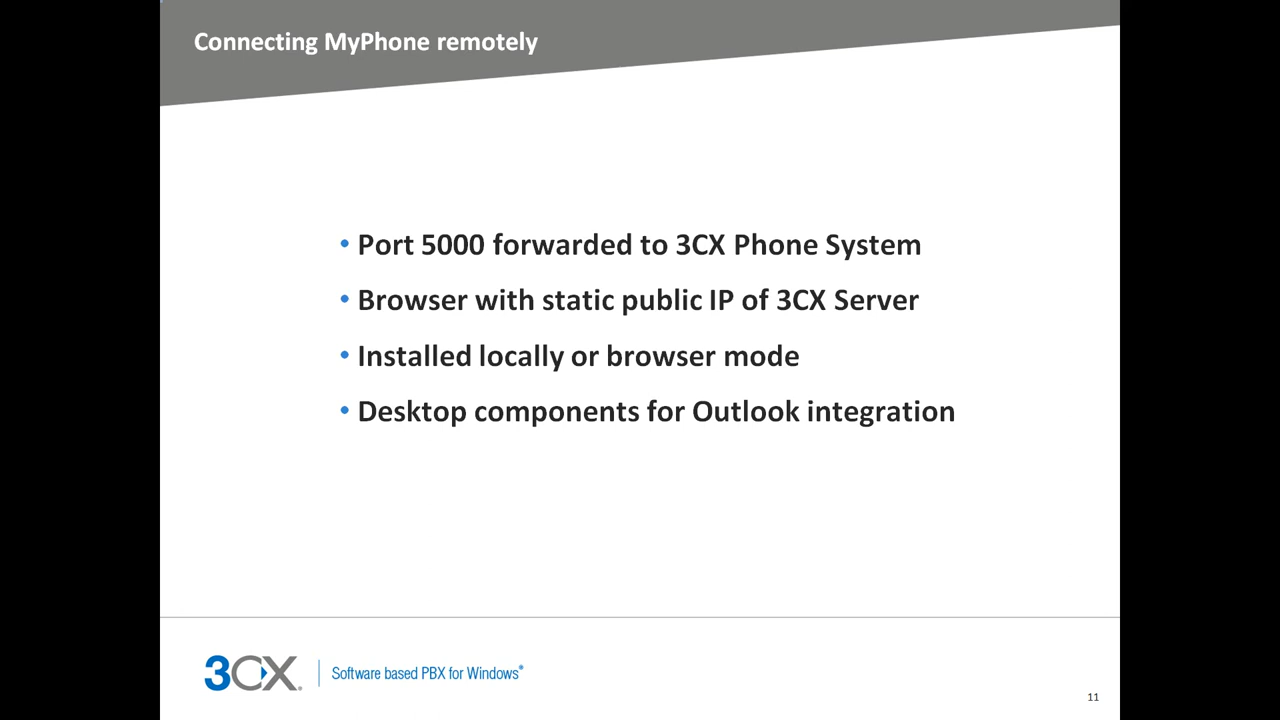 Connecting MyPhone remotely
• Port 5000 forwarded to 3CX Phone System
• Browser with static public IP of 3CX Server
• Installed locally or browser mode
• Desktop components for Outlook integration
3CX® Software based PBX for Windows®
11